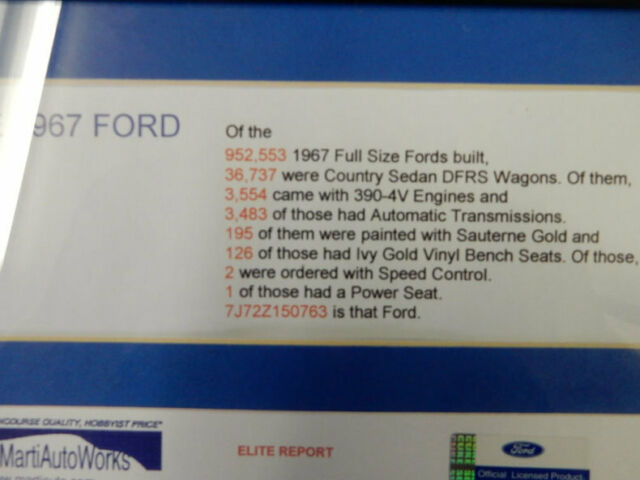 1967 FORD
Of the
952,553 1967 Full Size Fords built,
36,737 were Country Sedan DFRS Wagons. Of them,
3,554 came with 390-4V Engines and
3,483 of those had Automatic Transmissions.
195 of them were painted with Sauterne Gold and
126 of those had Ivy Gold Vinyl Bench Seats. Of those,
2 were ordered with Speed Control.
1 of those had a Power Seat.
7J72Z150763 is that Ford.
QUALITY, HOBBYIST PRICE"
MartiAutoWorks
ELITE REPORT
Ford
Official Licensed Product